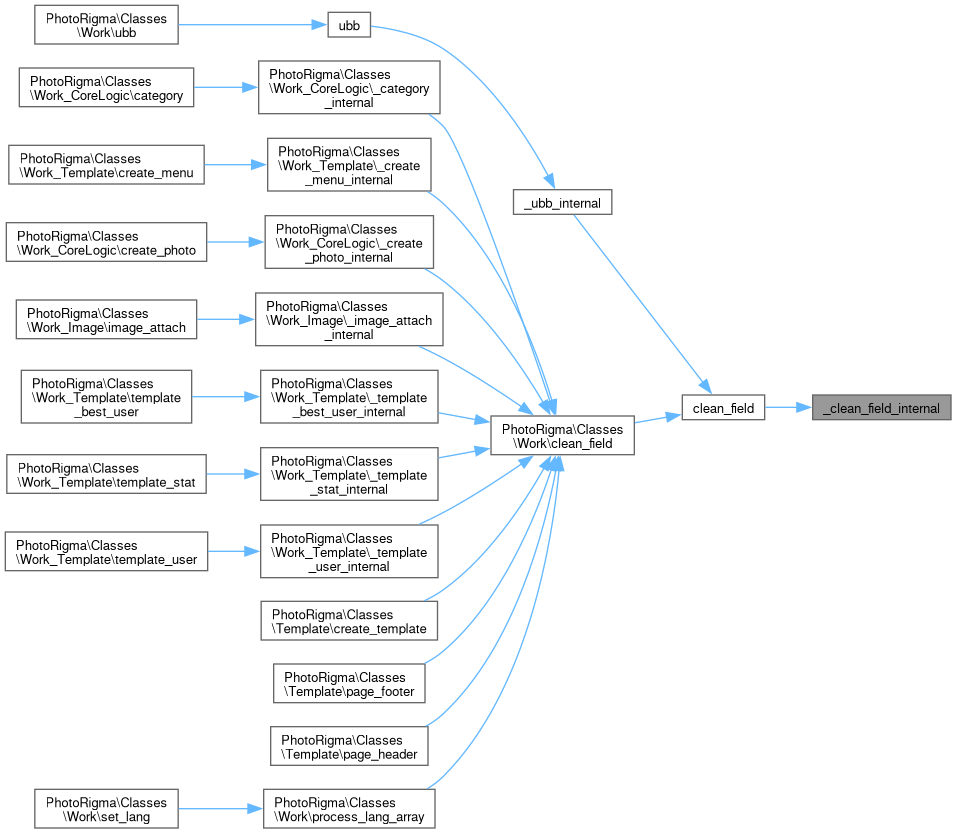 PhotoRigma\Classes
\Work\ubb
ubb
PhotoRigma\Classes
\Work_CoreLogic\category
PhotoRigma\Classes
\Work_CoreLogic\_category
_internal
PhotoRigma\Classes
\Work_Template\create_menu
PhotoRigma\Classes
\Work_Template\_create
_menu_internal
_ubb_internal
PhotoRigma\Classes
\Work_CoreLogic\create_photo
PhotoRigma\Classes
\Work_CoreLogic\_create
_photo_internal
PhotoRigma\Classes
\Work_Image\image_attach
PhotoRigma\Classes
\Work_Image\_image_attach
_internal
PhotoRigma\Classes
\Work_Template\template
_best_user
PhotoRigma\Classes
\Work_Template\_template
_best_user_internal
PhotoRigma\Classes
\Work\clean_field
clean_field
_clean_field_internal
PhotoRigma\Classes
\Work_Template\template_stat
PhotoRigma\Classes
\Work_Template\_template
_stat_internal
PhotoRigma\Classes
\Work_Template\template_user
PhotoRigma\Classes
\Work_Template\_template
_user_internal
PhotoRigma\Classes
\Template\create_template
PhotoRigma\Classes
\Template\page_footer
PhotoRigma\Classes
\Template\page_header
PhotoRigma\Classes
\Work\set_lang
PhotoRigma\Classes
\Work\process_lang_array